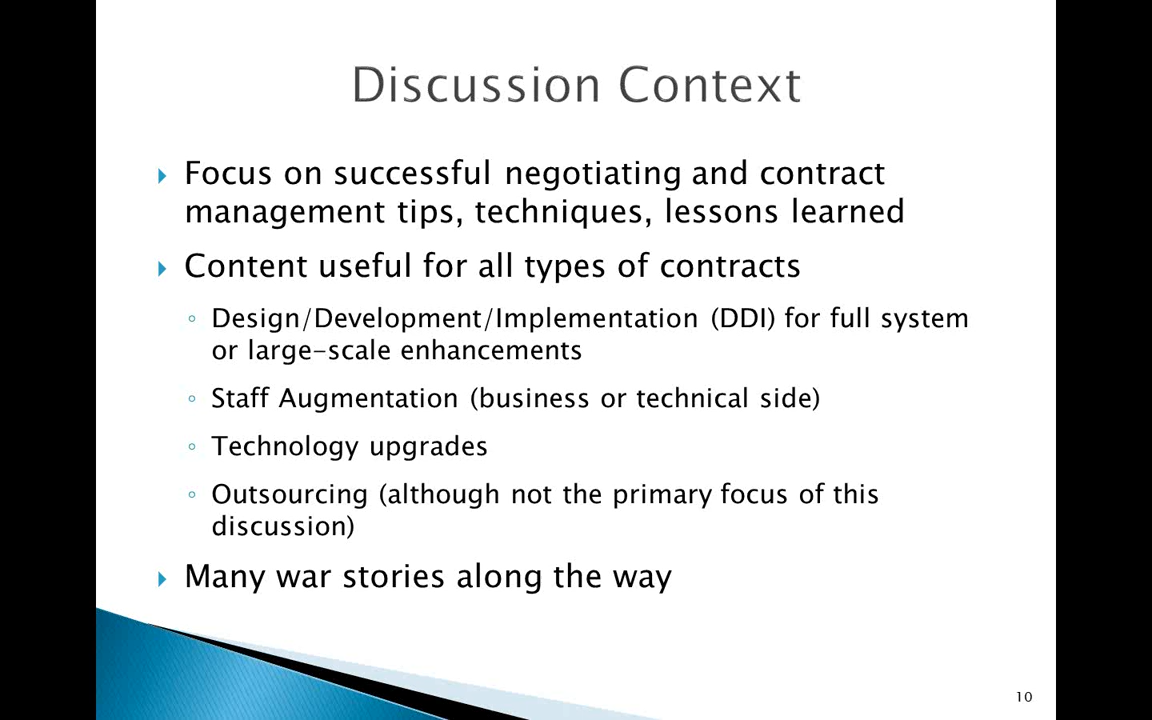 Discussion Context
Focus on successful negotiating and contract
management tips, techniques, lessons learned
Content useful for all types of contracts
Design/Development/Implementation (DDI) for full system
or large-scale enhancements
Staff Augmentation (business or technical side)
Technology upgrades
Outsourcing (although not the primary focus of this
discussion)
Many war stories along the way
10